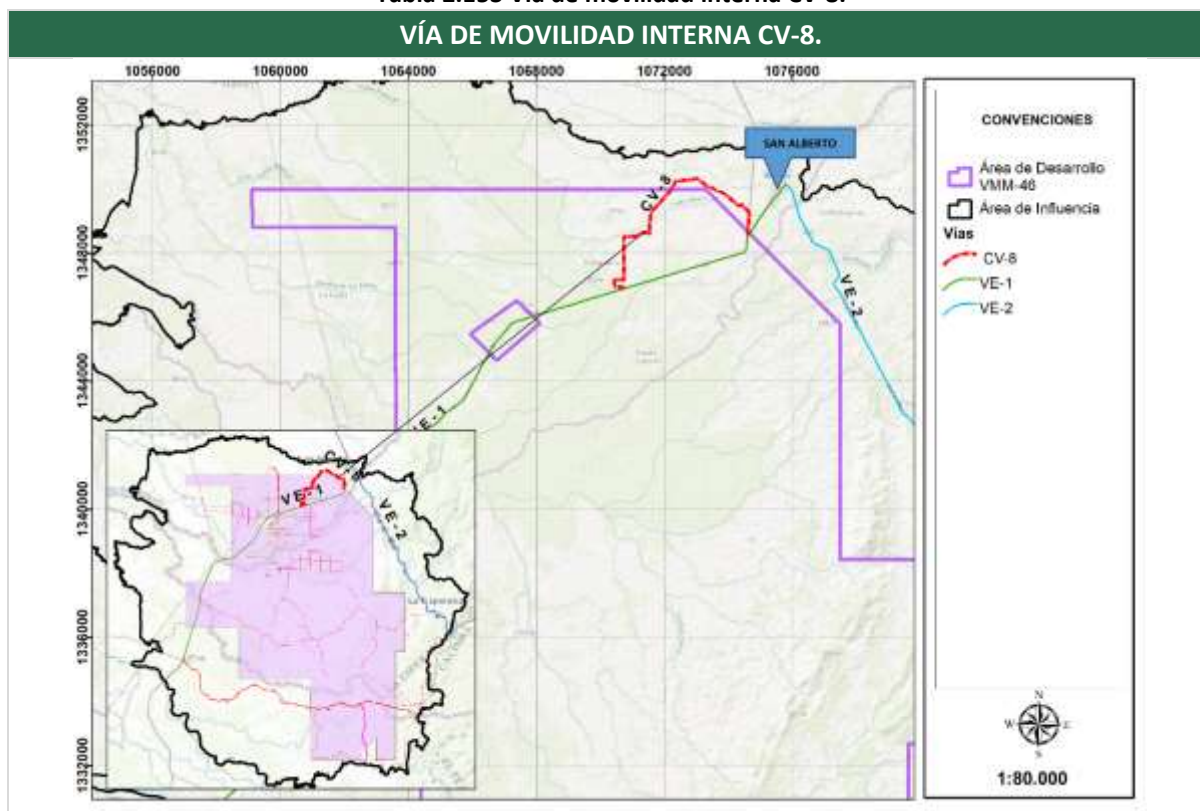 VÍA DE MOVILIDAD INTERNA CV-8.
1056000 1060000 1064000 1068000 1072000 1076000
1352000
1348000
1344000
1340000
1336000
1332000
SAN ALBERTO
CV-8
VE-2
VE-1
VE-1
VE-2
CONVENCIONES
Área de Desarrollo
VMM-46
Área de Influencia
Vías
CV-8
VE-1
VE-2
N
W E
S
1:80.000